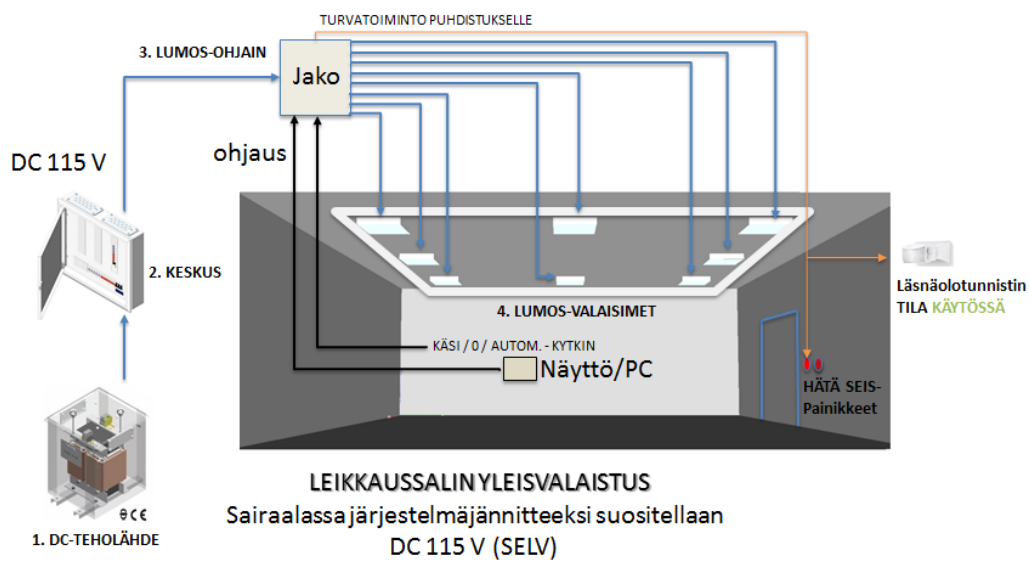 TURVATOIMINTO PUHDISTUKSELLE
3. LUMOS-OHJAIN
Jako
DC 115 V
ohjaus
2. KESKUS
4. LUMOS-VALAISIMET
Läsnäolotunnistin
TILA KÄYTÖSSÄ
KÄSI / 0 / AUTOM. - KYTKIN
Näyttö/PC
HÄTÄ SEIS-
Painikkeet
1. DC-TEHOLÄHDE
LEIKKAUSSALIN YLEISVALAISTUS
Sairaalassa järjestelmäjännitteeksi suositellaan
DC 115 V (SELV)